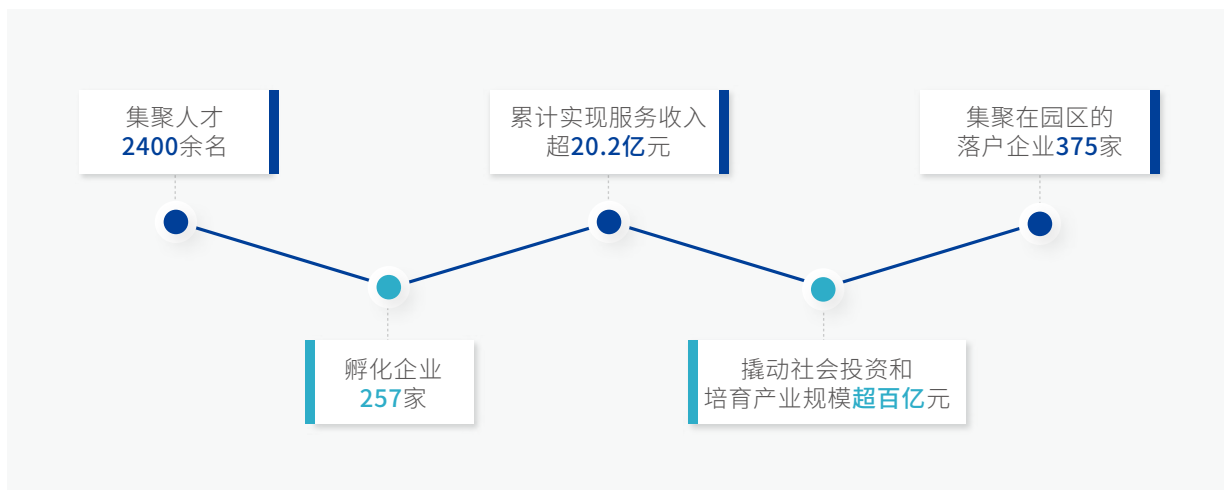 集聚人才
2400余名
孵化企业
257家
累计实现服务收入
超20.2亿元
撬动社会投资和
培育产业规模超百亿元
集聚在园区的
落户企业375家